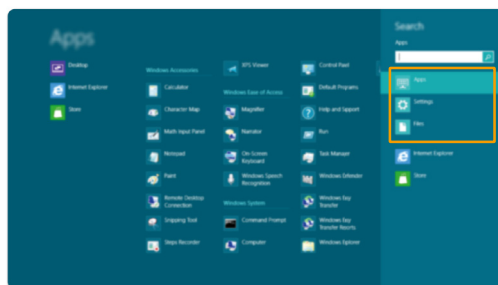 Apps
Desktop
Internet Explorer
Store
Windows Accessories
Calculator
Character Map
Math Input Panel
Notepad
Paint
Remote Desktop
Connection
Snipping Tool
Steps Recorder
XPS Viewer
Windows Ease of Access
Magnifier
Narrator
On-Screen
Keyboard
Windows Speech
Recognition
Windows System
Command Prompt
Computer
Control Panel
Default Programs
Help and Support
Run
Task Manager
Windows Defender
Windows Easy
Transfer
Windows Easy
Transfer Reports
Windows Explorer
Search
Apps
Apps
Settings
Files
Internet Explorer
Store